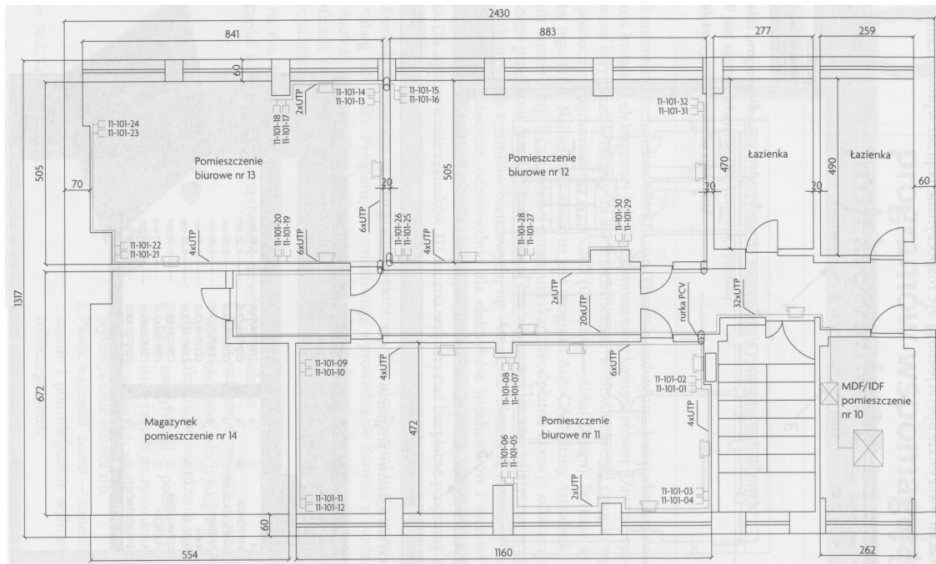 2430
841
883
277
259
60
11-101-24
11-101-23
11-101-18
11-101-17
2xUTP
11-101-14
11-101-13
11-101-15
11-101-16
11-101-32
11-101-31
505
70
Pomieszczenie
biurowe nr 13
20
6xUTP
505
Pomieszczenie
biurowe nr 12
20
470
Łazienka
20
490
Łazienka
60
11-101-22
11-101-21
4xUTP
11-101-20
11-101-19
6xUTP
6xUTP
11-101-26
11-101-25
4xUTP
11-101-28
11-101-27
11-101-30
11-101-29
1317
2xUTP
20xUTP
rurka PCV
32xUTP
672
11-101-09
11-101-10
4xUTP
11-101-08
11-101-07
6xUTP
11-101-02
11-101-01
Magazynek
pomieszczenie nr 14
472
Pomieszczenie
biurowe nr 11
4xUTP
MDF/IDF
pomieszczenie
nr 10
11-101-06
11-101-05
11-101-11
11-101-12
2xUTP
11-101-03
11-101-04
60
554
1160
262